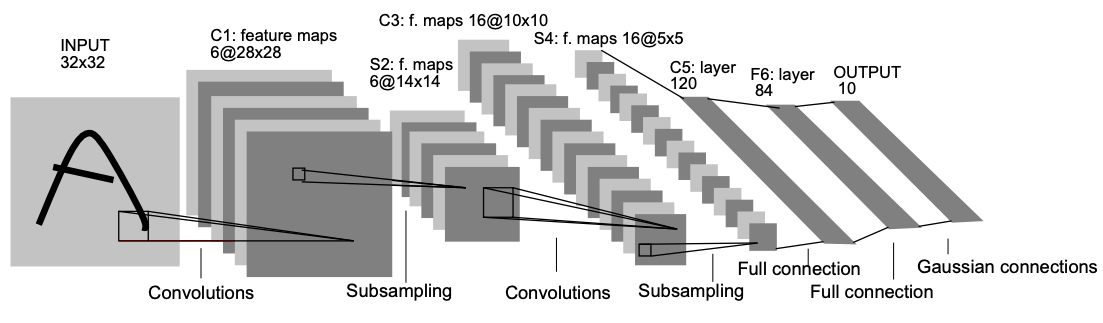 INPUT
32x32
C1: feature maps
6@28x28
S2: f. maps
6@14x14
C3: f. maps 16@10x10
S4: f. maps 16@5x5
C5: layer
120
F6: layer
84
OUTPUT
10
Convolutions
Subsampling
Convolutions
Subsampling
Full connection
Full connection
Gaussian connections